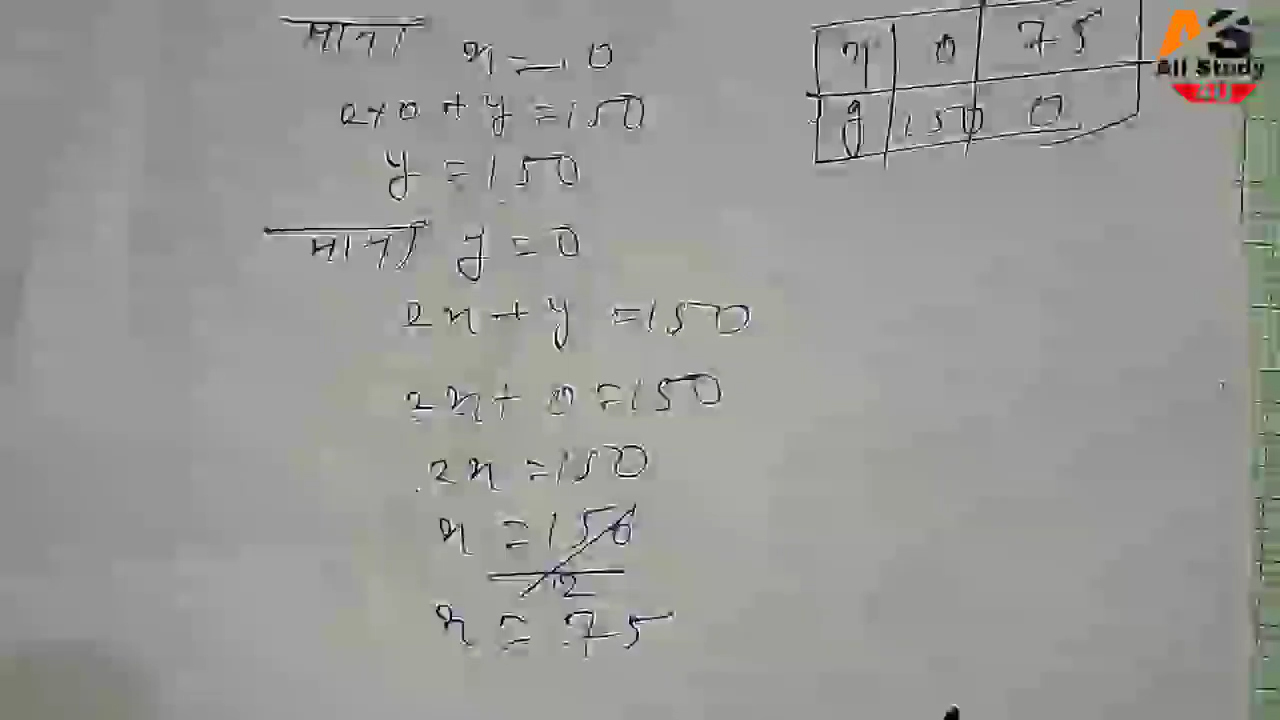 माना x = 0
2×0 + y = 150
y = 150
माना y = 0
2x + y = 150
2x + 0 = 150
2x = 150
x = 150
2
x = 75
x 0 75
y 150 0
All Study